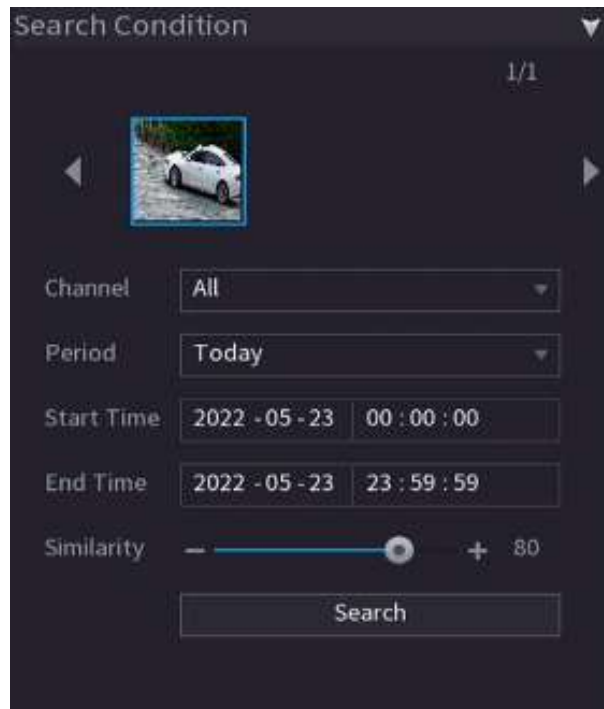 Search Condition
1/1
Channel All
Period Today
Start Time 2022 -05 -23 00 : 00 : 00
End Time 2022 -05 -23 23 : 59 : 59
Similarity − + 80
Search